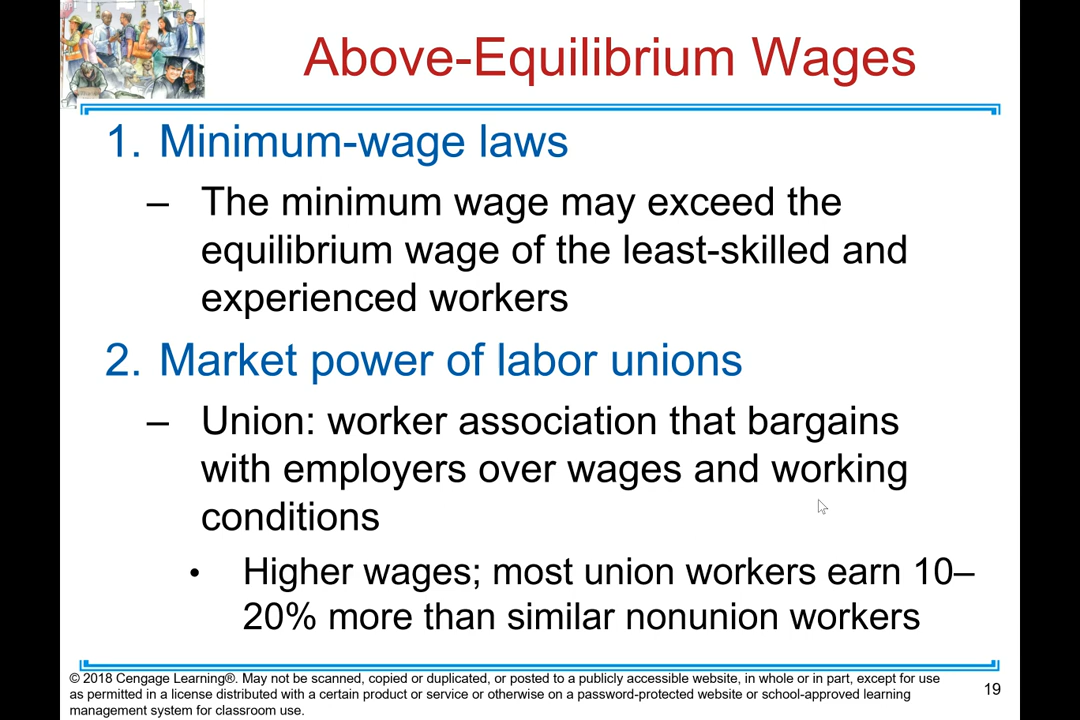 Above-Equilibrium Wages
1. Minimum-wage laws
– The minimum wage may exceed the
equilibrium wage of the least-skilled and
experienced workers
2. Market power of labor unions
– Union: worker association that bargains
with employers over wages and working
conditions
• Higher wages; most union workers earn 10–
20% more than similar nonunion workers
© 2018 Cengage Learning®. May not be scanned, copied or duplicated, or posted to a publicly accessible website, in whole or in part, except for use
as permitted in a license distributed with a certain product or service or otherwise on a password-protected website or school-approved learning
management system for classroom use.
19